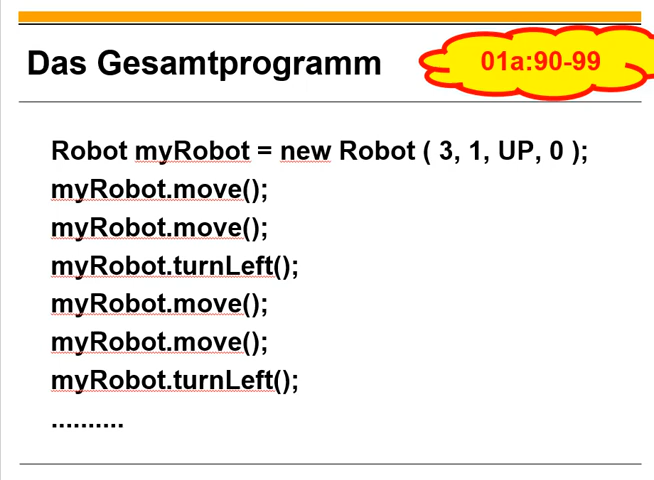 Das Gesamtprogramm
01a:90-99
Robot myRobot = new Robot ( 3, 1, UP, 0 );
myRobot.move();
myRobot.move();
myRobot.turnLeft();
myRobot.move();
myRobot.move();
myRobot.turnLeft();
..........